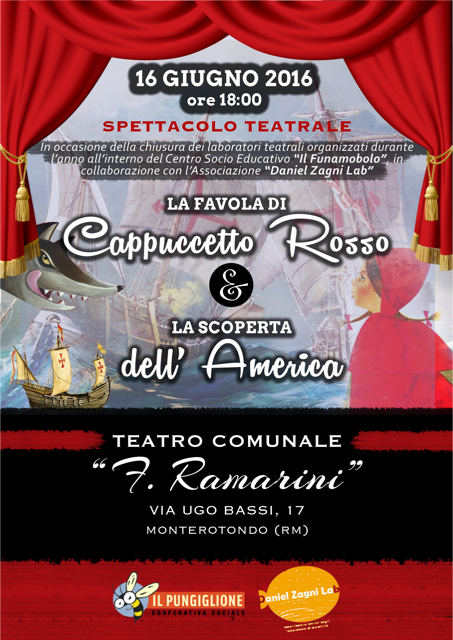 16 GIUGNO 2016
ore 18:00
SPETTACOLO TEATRALE
In occasione della chiusura dei laboratori teatrali organizzati durante
l'anno all'interno del Centro Socio Educativo "Il Funamobolo", in
collaborazione con l'Associazione "Daniel Zagni Lab"
LA FAVOLA DI
Cappuccetto Rosso
&
LA SCOPERTA
dell' America
TEATRO COMUNALE
"F. Ramarini"
VIA UGO BASSI, 17
MONTEROTONDO (RM)
IL PUNGIGLIONE
COOPERATIVA SOCIALE
Daniel Zagni Lab